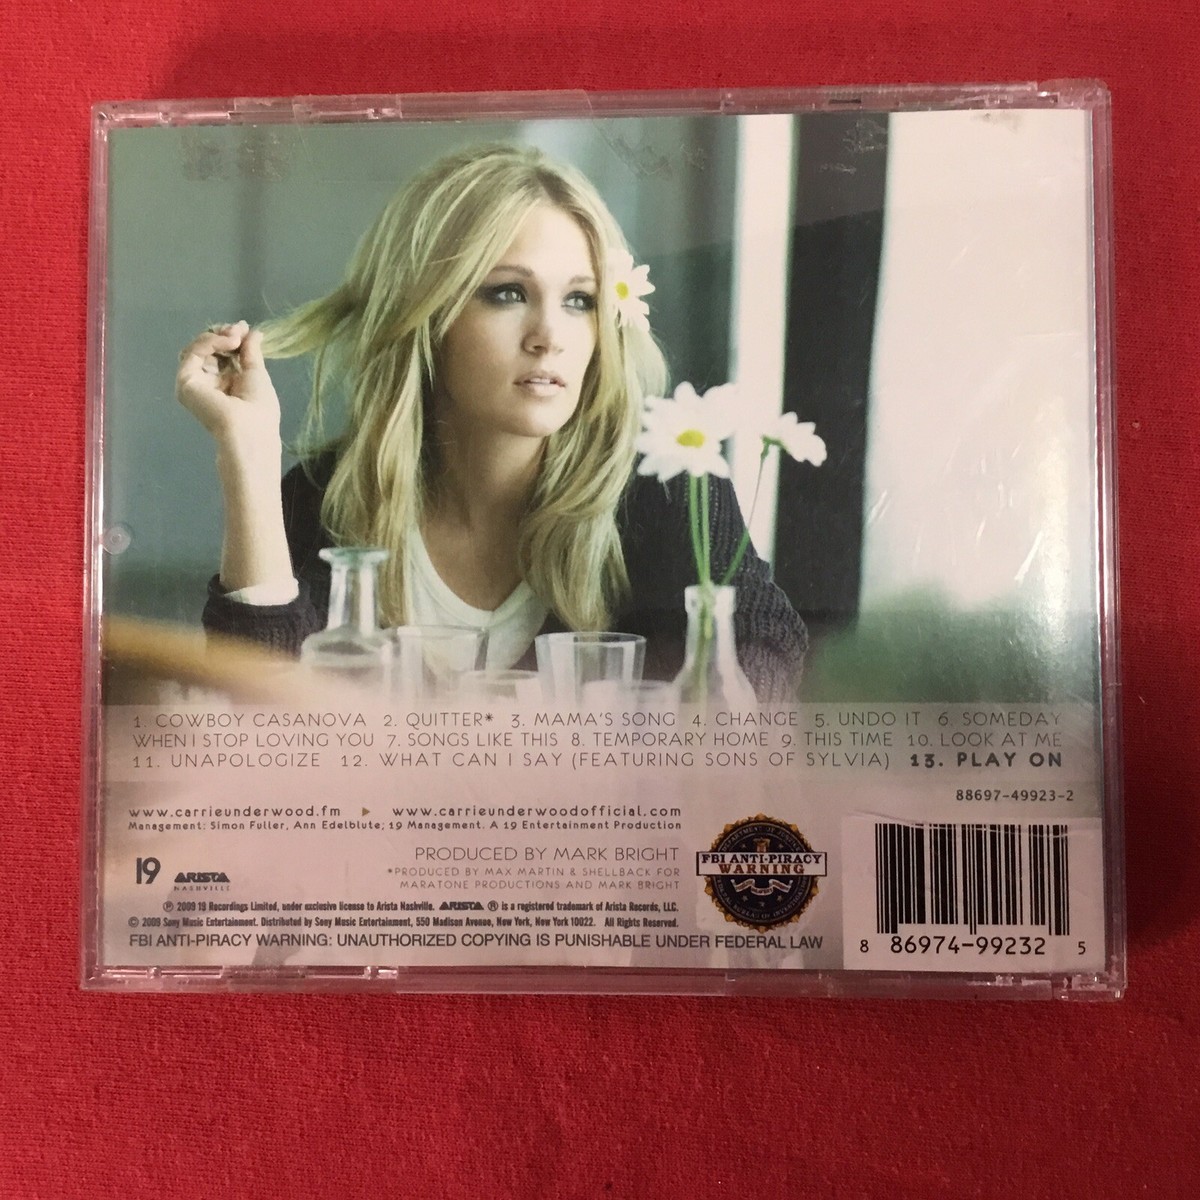 1. COWBOY CASANOVA 2. QUITTER* 3. MAMA'S SONG 4. CHANGE 5. UNDO IT 6. SOMEDAY
WHEN I STOP LOVING YOU 7. SONGS LIKE THIS 8. TEMPORARY HOME 9. THIS TIME 10. LOOK AT ME
11. UNAPOLOGIZE 12. WHAT CAN I SAY (FEATURING SONS OF SYLVIA) 13. PLAY ON
88697-49923-2
www.carrieunderwood.fm ▶ www.carrieunderwoodofficial.com
Management: Simon Fuller, Ann Edelblute; 19 Management. A 19 Entertainment Production
PRODUCED BY MARK BRIGHT
*PRODUCED BY MAX MARTIN & SHELLBACK FOR
MARATONE PRODUCTIONS AND MARK BRIGHT
19 ARISTA
NASHVILLE
℗ 2009 19 Recordings Limited, under exclusive license to Arista Nashville. ARISTA ® is a registered trademark of Arista Records, LLC.
© 2009 Sony Music Entertainment. Distributed by Sony Music Entertainment, 550 Madison Avenue, New York, New York 10022. All Rights Reserved.
FBI ANTI-PIRACY WARNING: UNAUTHORIZED COPYING IS PUNISHABLE UNDER FEDERAL LAW
DEPARTMENT OF JUSTICE
FBI ANTI-PIRACY
WARNING
FEDERAL BUREAU OF INVESTIGATION
8 86974-99232 5